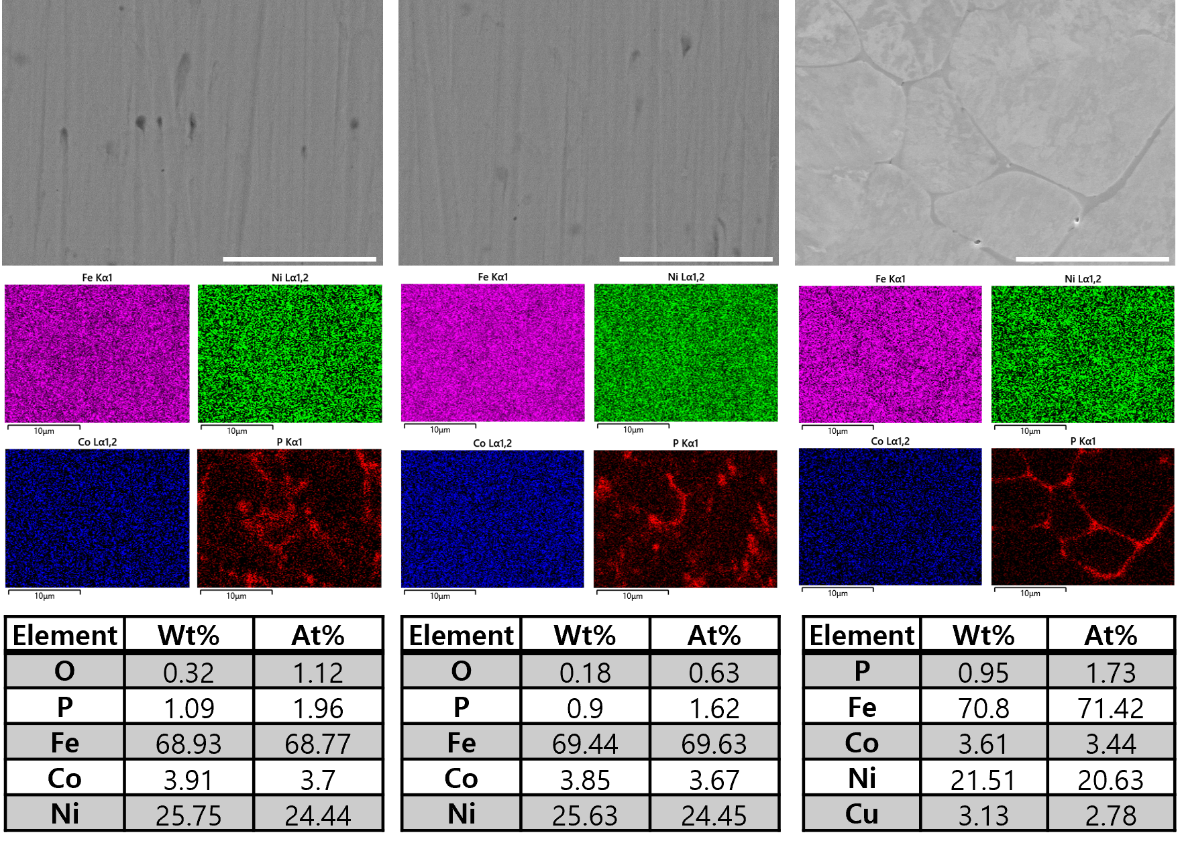 Fe Kα1 Ni Lα1,2 Fe Kα1 Ni Lα1,2 Fe Kα1 Ni Lα1,2
10μm 10μm 10μm 10μm 10μm 10μm
Co Lα1,2 P Kα1 Co Lα1,2 P Kα1 Co Lα1,2 P Kα1
10μm 10μm 10μm 10μm 10μm 10μm
Element Wt% At%
O 0.32 1.12
P 1.09 1.96
Fe 68.93 68.77
Co 3.91 3.7
Ni 25.75 24.44
Element Wt% At%
O 0.18 0.63
P 0.9 1.62
Fe 69.44 69.63
Co 3.85 3.67
Ni 25.63 24.45
Element Wt% At%
P 0.95 1.73
Fe 70.8 71.42
Co 3.61 3.44
Ni 21.51 20.63
Cu 3.13 2.78